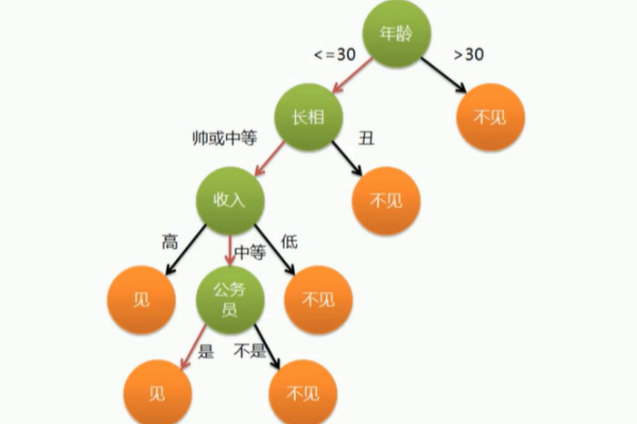 年龄
<=30
>30
长相
不见
帅或中等
丑
收入
不见
高
中等
低
见
公务
员
不见
是
不是
见
不见